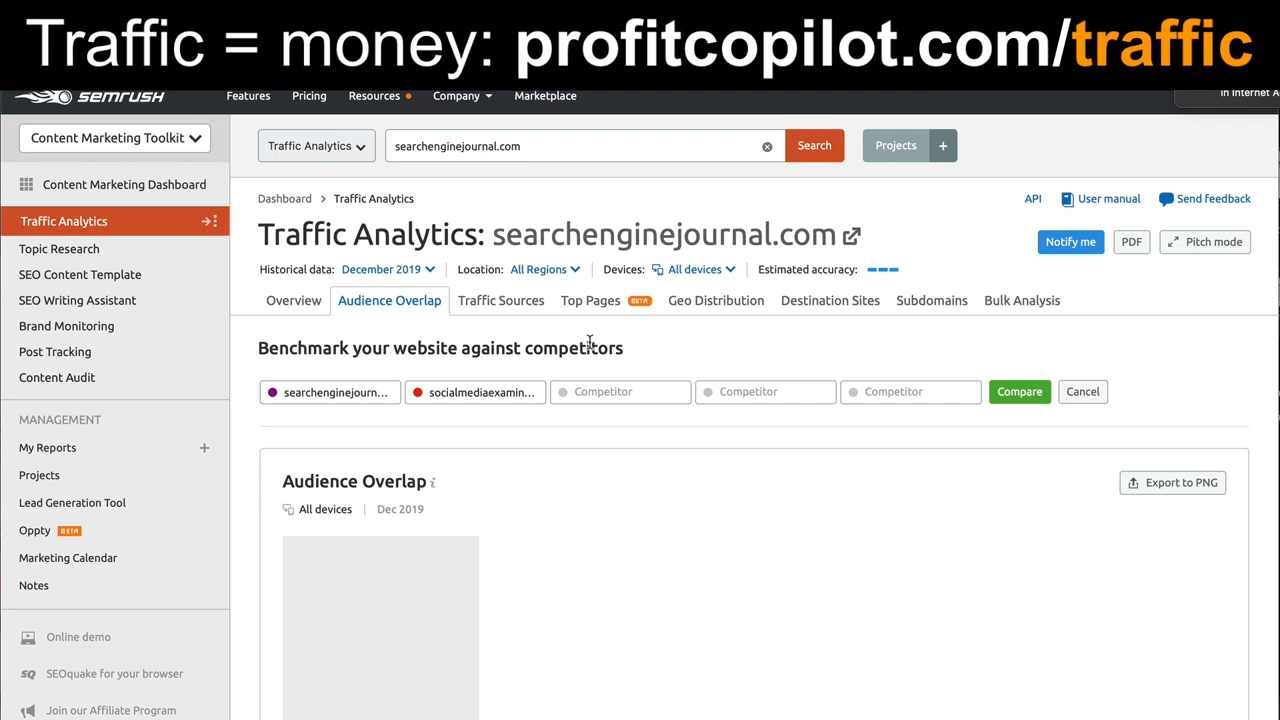 Traffic = money: profitcopilot.com/traffic
semrush
Features Pricing Resources Company Marketplace
in Internet A
Content Marketing Toolkit
Traffic Analytics searchenginejournal.com Search Projects +
Content Marketing Dashboard
Traffic Analytics
Topic Research
SEO Content Template
SEO Writing Assistant
Brand Monitoring
Post Tracking
Content Audit
MANAGEMENT
My Reports +
Projects
Lead Generation Tool
Oppty BETA
Marketing Calendar
Notes
Online demo
SQ SEOquake for your browser
Join our Affiliate Program
Dashboard > Traffic Analytics API User manual Send feedback
Traffic Analytics: searchenginejournal.com Notify me PDF Pitch mode
Historical data: December 2019 Location: All Regions Devices: All devices Estimated accuracy:
Overview Audience Overlap Traffic Sources Top Pages BETA Geo Distribution Destination Sites Subdomains Bulk Analysis
Benchmark your website against competitors
searchenginejourn... socialmediaexamin... Competitor Competitor Competitor Compare Cancel
Audience Overlap i Export to PNG
All devices | Dec 2019